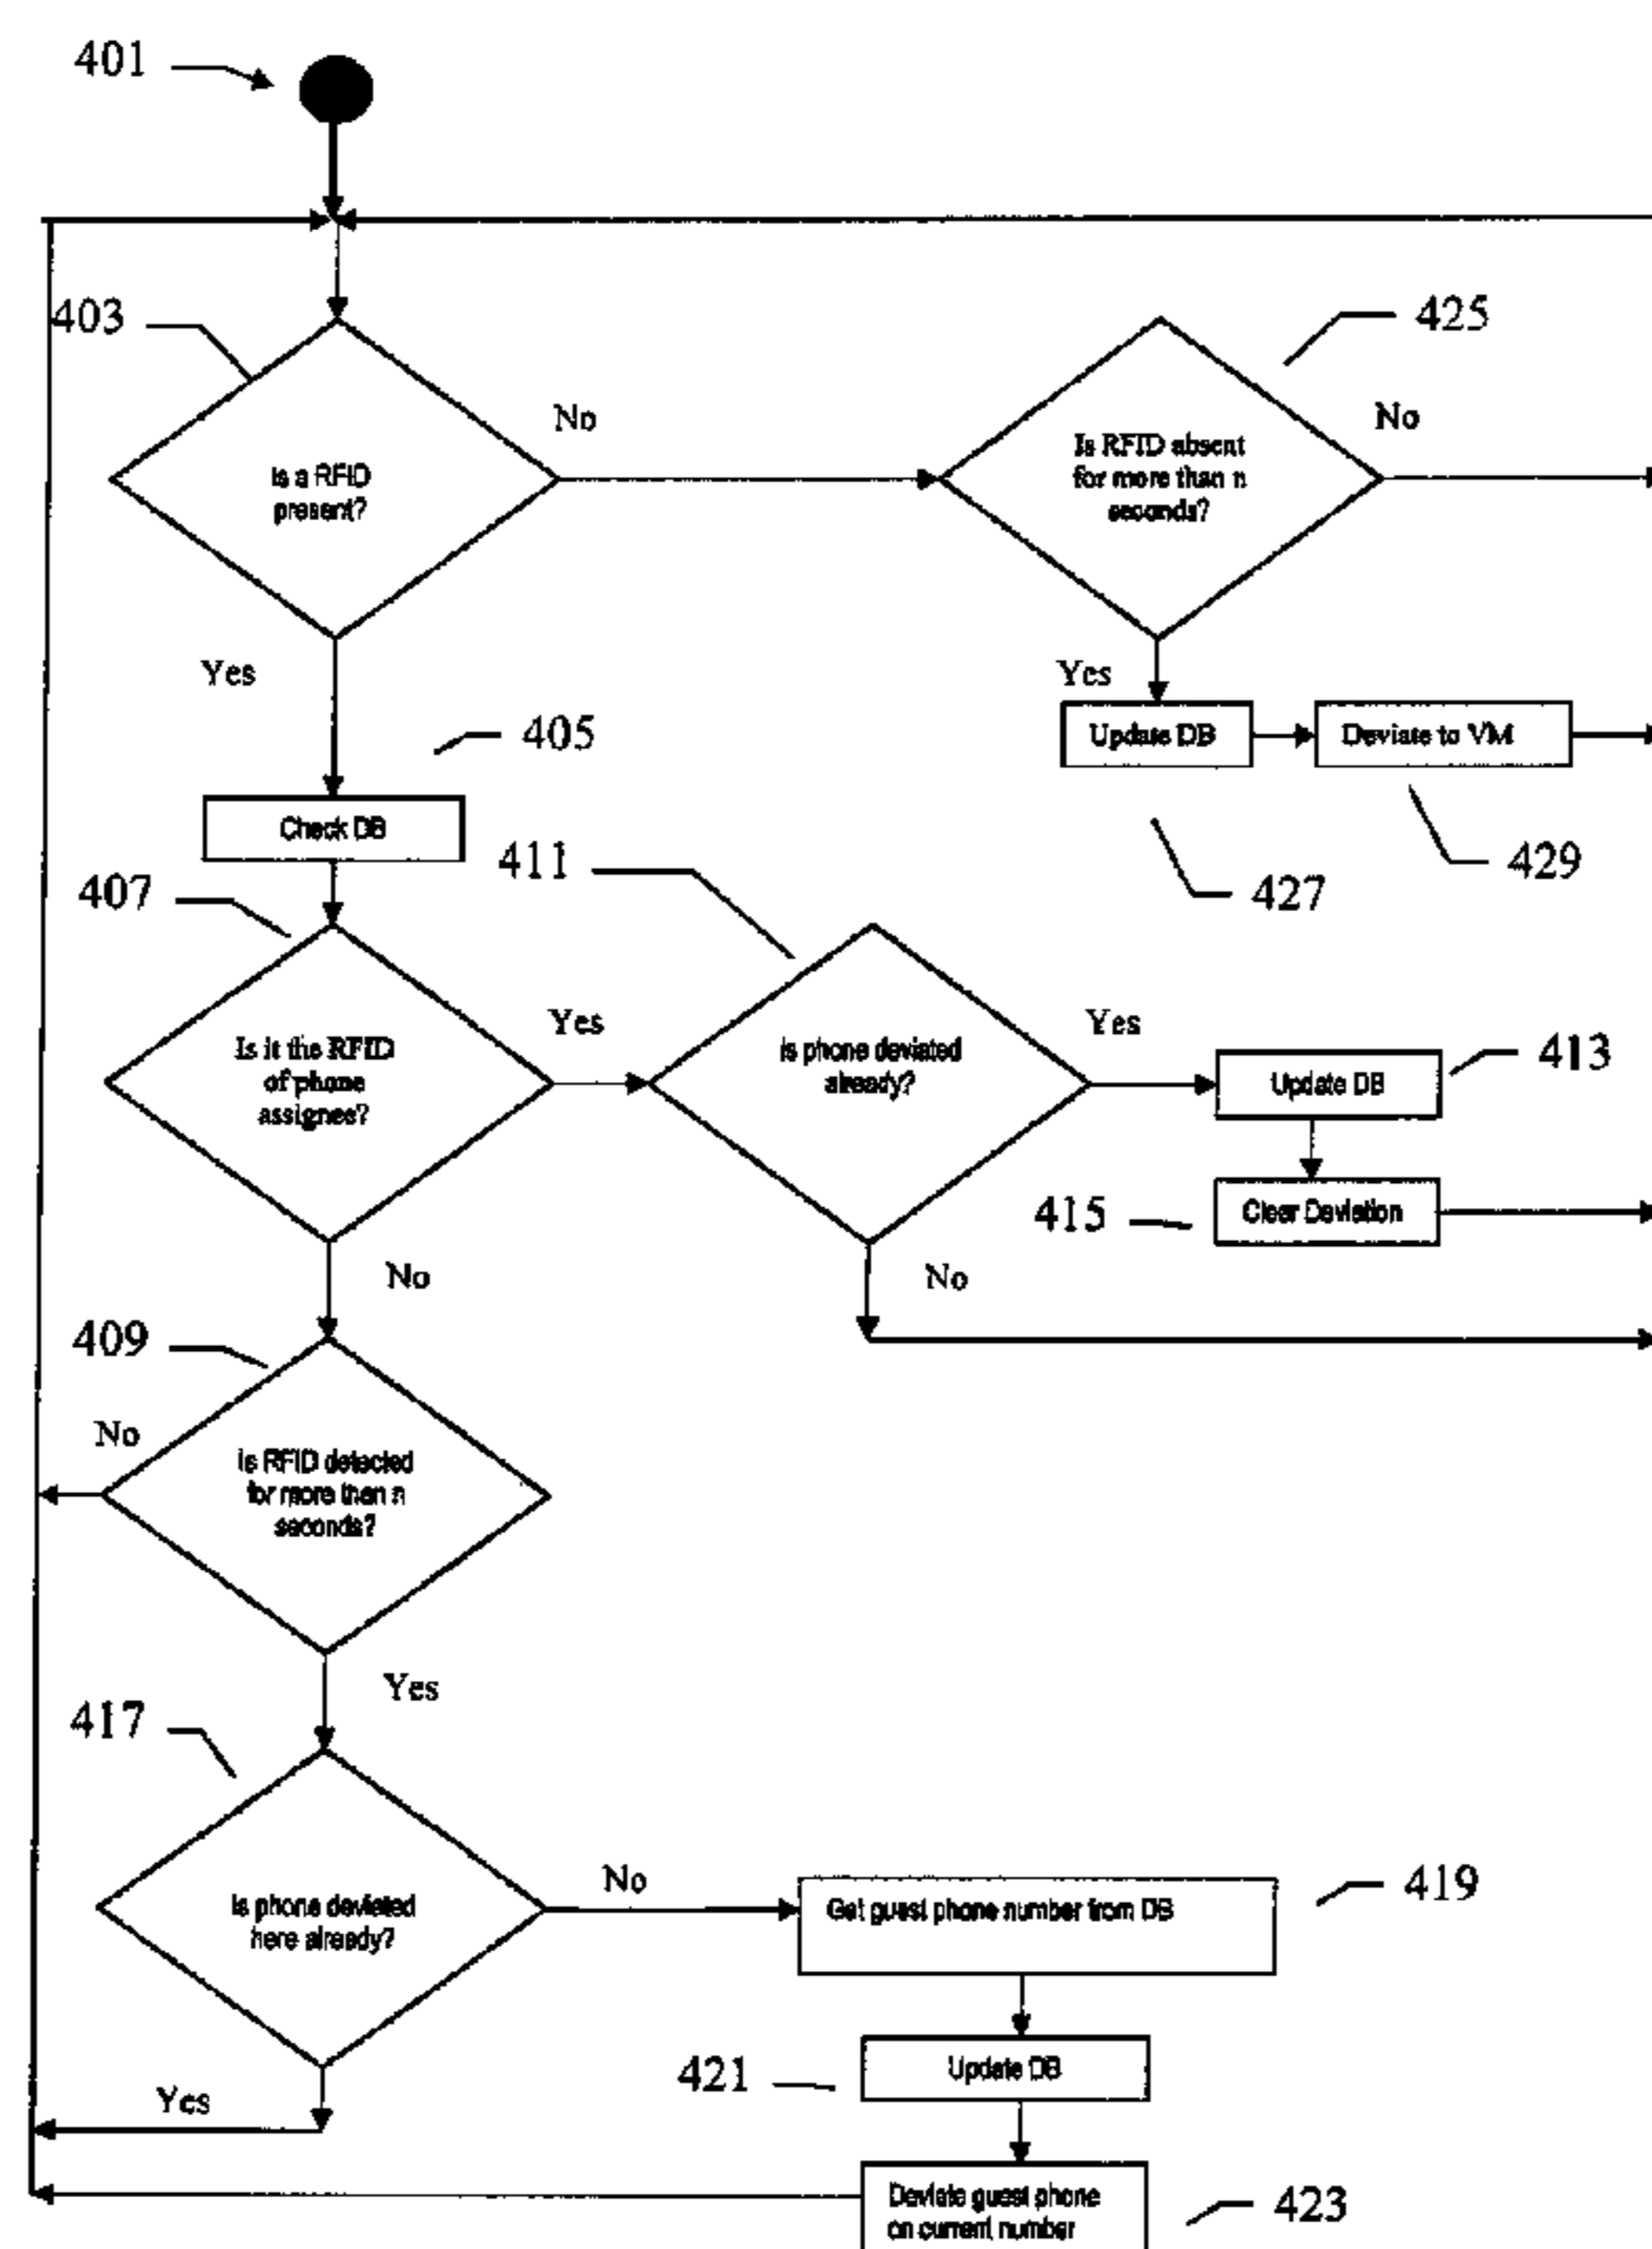 401
403
Is a RFID
present?
No
425
Is RFID absent
for more than n
seconds?
No
Yes
405
Check DB
Yes
Update DB
Deviate to VM
427
429
407
Is it the RFID
of phone
assignee?
Yes
411
Is phone deviated
already?
Yes
413
Update DB
415
Clear Deviation
No
No
409
No
Is RFID detected
for more than n
seconds?
Yes
417
Is phone deviated
here already?
No
Get guest phone number from DB
419
421
Update DB
Yes
Deviate guest phone
on current number
423